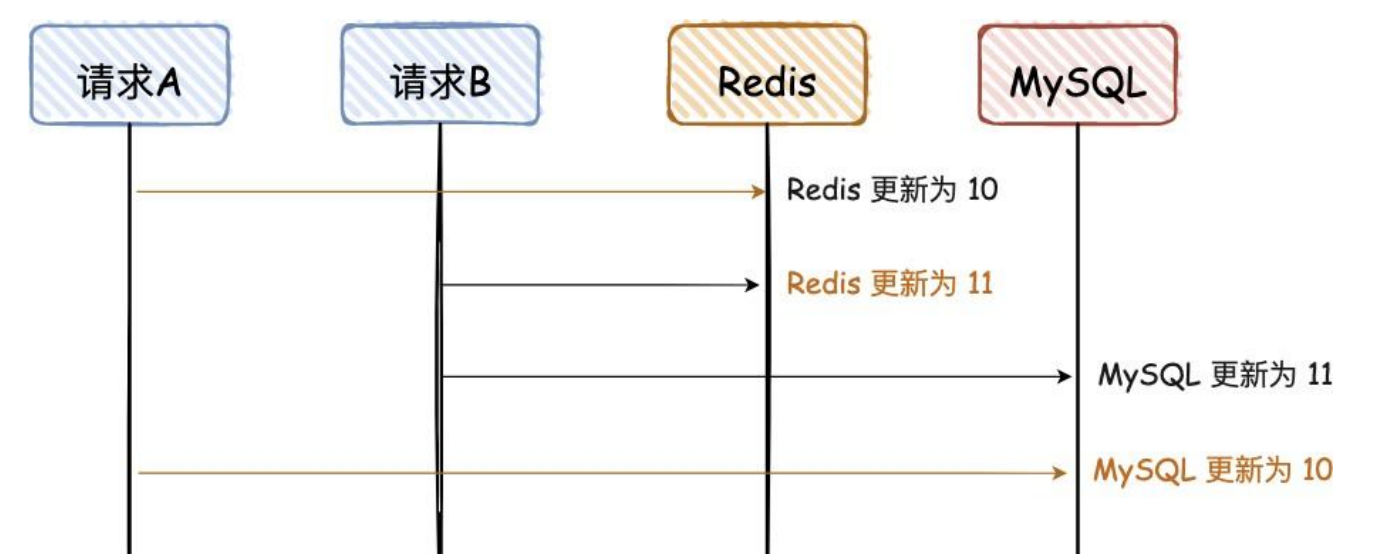 请求A
请求B
Redis
MySQL
Redis 更新为 10
Redis 更新为 11
MySQL 更新为 11
MySQL 更新为 10